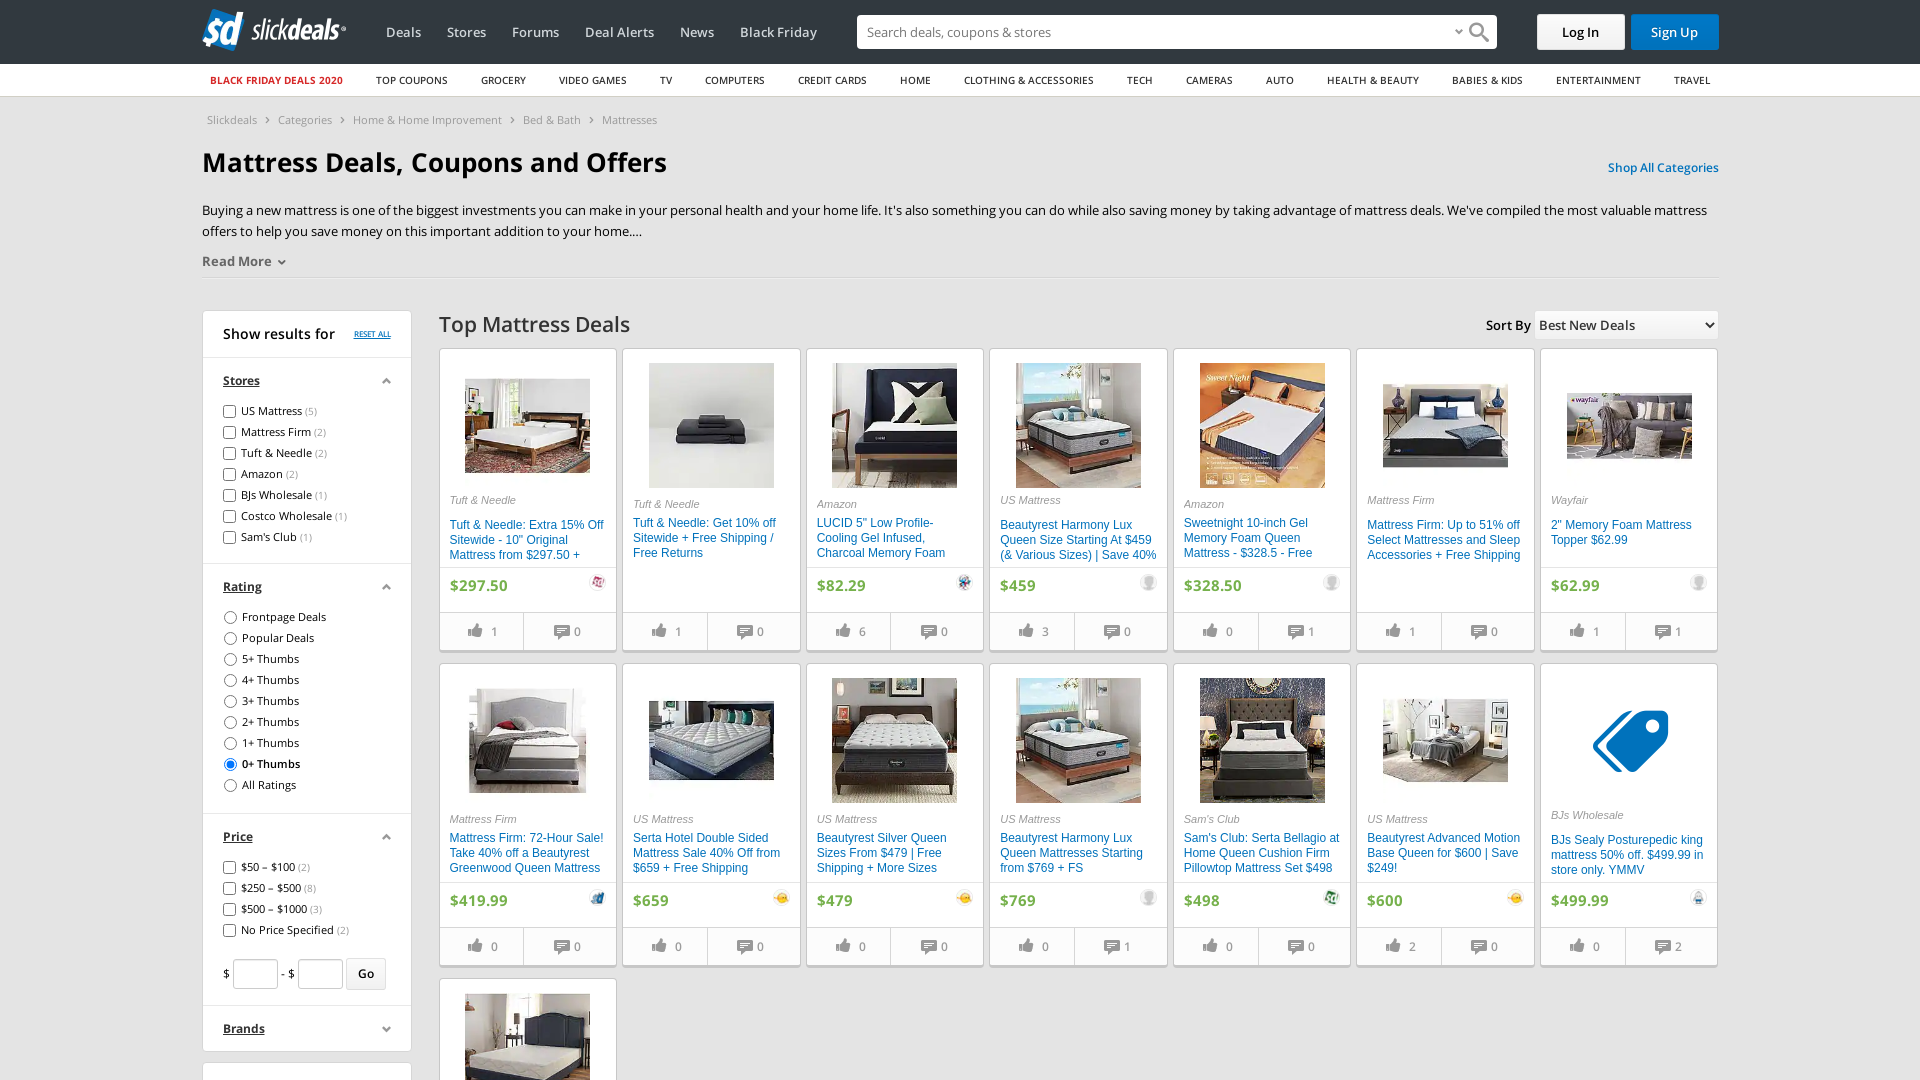 slickdeals
Deals
Stores
Forums
Deal Alerts
News
Black Friday
Search deals, coupons & stores
Log In
Sign Up
BLACK FRIDAY DEALS 2020
TOP COUPONS
GROCERY
VIDEO GAMES
TV
COMPUTERS
CREDIT CARDS
HOME
CLOTHING & ACCESSORIES
TECH
CAMERAS
AUTO
HEALTH & BEAUTY
BABIES & KIDS
ENTERTAINMENT
TRAVEL
Slickdeals > Categories > Home & Home Improvement > Bed & Bath > Mattresses
Mattress Deals, Coupons and Offers
Shop All Categories
Buying a new mattress is one of the biggest investments you can make in your personal health and your home life. It's also something you can do while also saving money by taking advantage of mattress deals. We've compiled the most valuable mattress
offers to help you save money on this important addition to your home....
Read More
Show results for
RESET ALL
Stores
US Mattress (5)
Mattress Firm (2)
Tuft & Needle (2)
Amazon (2)
BJs Wholesale (1)
Costco Wholesale (1)
Sam's Club (1)
Rating
Frontpage Deals
Popular Deals
5+ Thumbs
4+ Thumbs
3+ Thumbs
2+ Thumbs
1+ Thumbs
0+ Thumbs
All Ratings
Price
$50 – $100 (2)
$250 – $500 (8)
$500 – $1000 (3)
No Price Specified (2)
$ - $ Go
Brands
Top Mattress Deals
Sort By Best New Deals
Tuft & Needle
Tuft & Needle: Extra 15% Off
Sitewide - 10" Original
Mattress from $297.50 +
$297.50
1
0
Tuft & Needle
Tuft & Needle: Get 10% off
Sitewide + Free Shipping /
Free Returns
1
0
Amazon
LUCID 5" Low Profile-
Cooling Gel Infused,
Charcoal Memory Foam
$82.29
6
0
US Mattress
Beautyrest Harmony Lux
Queen Size Starting At $459
(& Various Sizes) | Save 40%
$459
3
0
Sweet Night
Amazon
Sweetnight 10-inch Gel
Memory Foam Queen
Mattress - $328.5 - Free
$328.50
0
1
Mattress Firm
Mattress Firm: Up to 51% off
Select Mattresses and Sleep
Accessories + Free Shipping
1
0
wayfair
Wayfair
2" Memory Foam Mattress
Topper $62.99
$62.99
1
1
Mattress Firm
Mattress Firm: 72-Hour Sale!
Take 40% off a Beautyrest
Greenwood Queen Mattress
$419.99
0
0
US Mattress
Serta Hotel Double Sided
Mattress Sale 40% Off from
$659 + Free Shipping
$659
0
0
US Mattress
Beautyrest Silver Queen
Sizes From $479 | Free
Shipping + More Sizes
$479
0
0
US Mattress
Beautyrest Harmony Lux
Queen Mattresses Starting
from $769 + FS
$769
0
1
Sam's Club
Sam's Club: Serta Bellagio at
Home Queen Cushion Firm
Pillowtop Mattress Set $498
$498
0
0
US Mattress
Beautyrest Advanced Motion
Base Queen for $600 | Save
$249!
$600
2
0
BJs Wholesale
BJs Sealy Posturepedic king
mattress 50% off. $499.99 in
store only. YMMV
$499.99
0
2